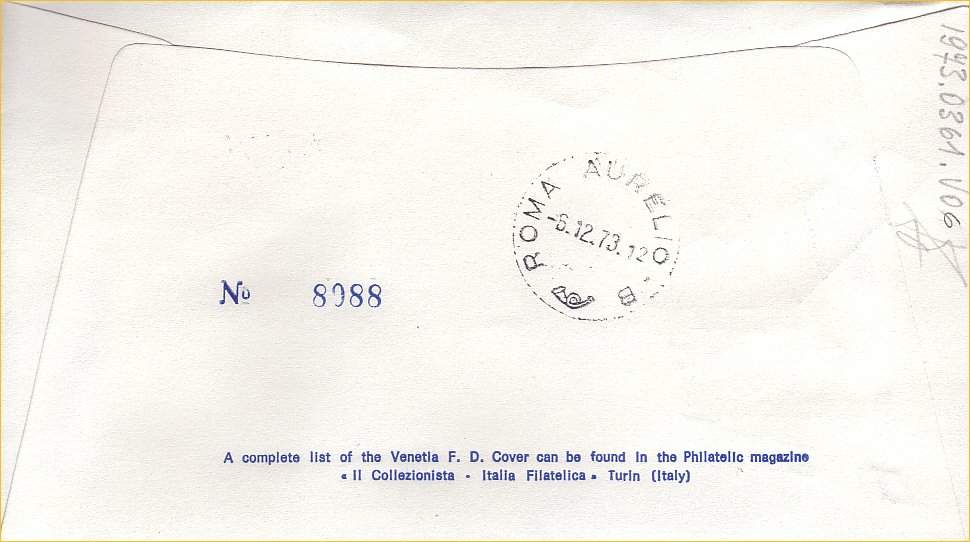 1973.0361.V06
ROMA AURELIO B
-6.12.73.12
No 8088
A complete list of the Venetia F. D. Cover can be found in the Philatelic magazine
« Il Collezionista - Italia Filatelica » Turin (Italy)